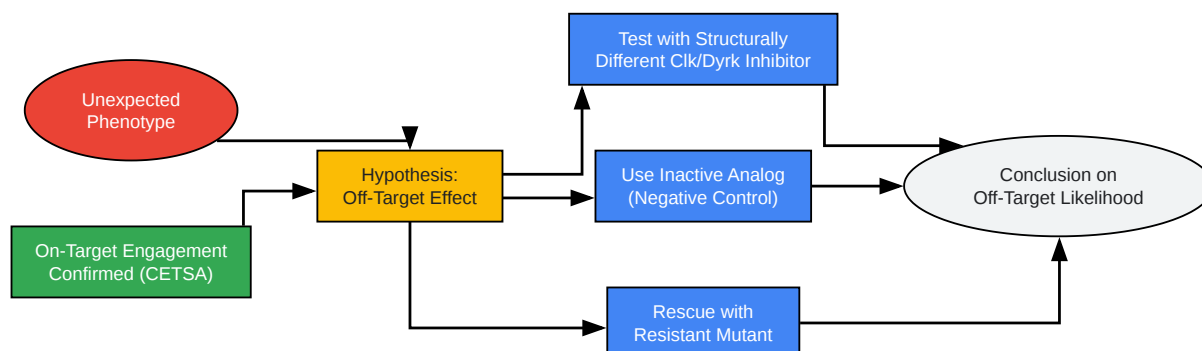 Unexpected
Phenotype
On-Target Engagement
Confirmed (CETSA)
Hypothesis:
Off-Target Effect
Test with Structurally
Different Clk/Dyrk Inhibitor
Use Inactive Analog
(Negative Control)
Rescue with
Resistant Mutant
Conclusion on
Off-Target Likelihood